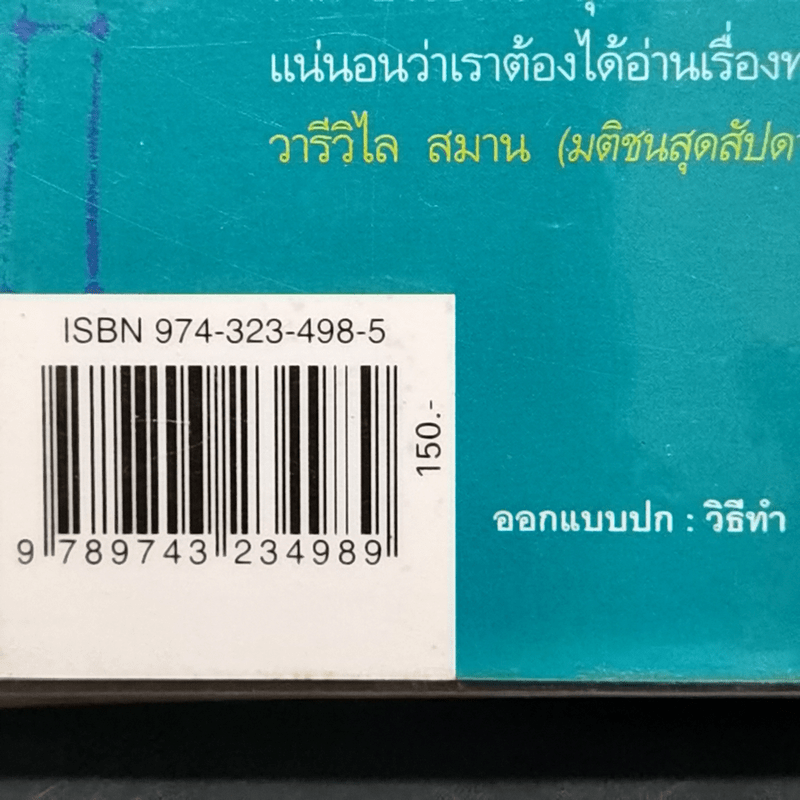 แน่นอนว่าเราต้องได้อ่านเรื่อง
วารีวิไล สมาน (มติชนสุดสัปดา
ISBN 974-323-498-5
150.-
9 789743 234989
ออกแบบปก : วิธีทำ